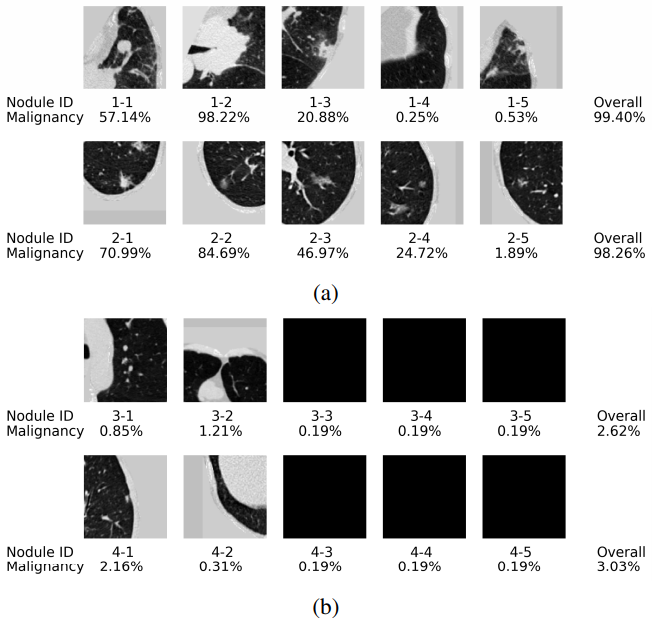 Nodule ID 1-1 1-2 1-3 1-4 1-5 Overall
Malignancy 57.14% 98.22% 20.88% 0.25% 0.53% 99.40%
Nodule ID 2-1 2-2 2-3 2-4 2-5 Overall
Malignancy 70.99% 84.69% 46.97% 24.72% 1.89% 98.26%
(a)
Nodule ID 3-1 3-2 3-3 3-4 3-5 Overall
Malignancy 0.85% 1.21% 0.19% 0.19% 0.19% 2.62%
Nodule ID 4-1 4-2 4-3 4-4 4-5 Overall
Malignancy 2.16% 0.31% 0.19% 0.19% 0.19% 3.03%
(b)